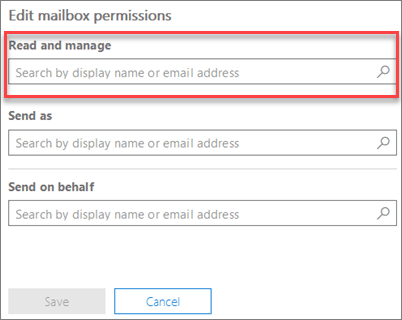 Edit mailbox permissions
Read and manage
Search by display name or email address
Send as
Search by display name or email address
Send on behalf
Search by display name or email address
Save Cancel